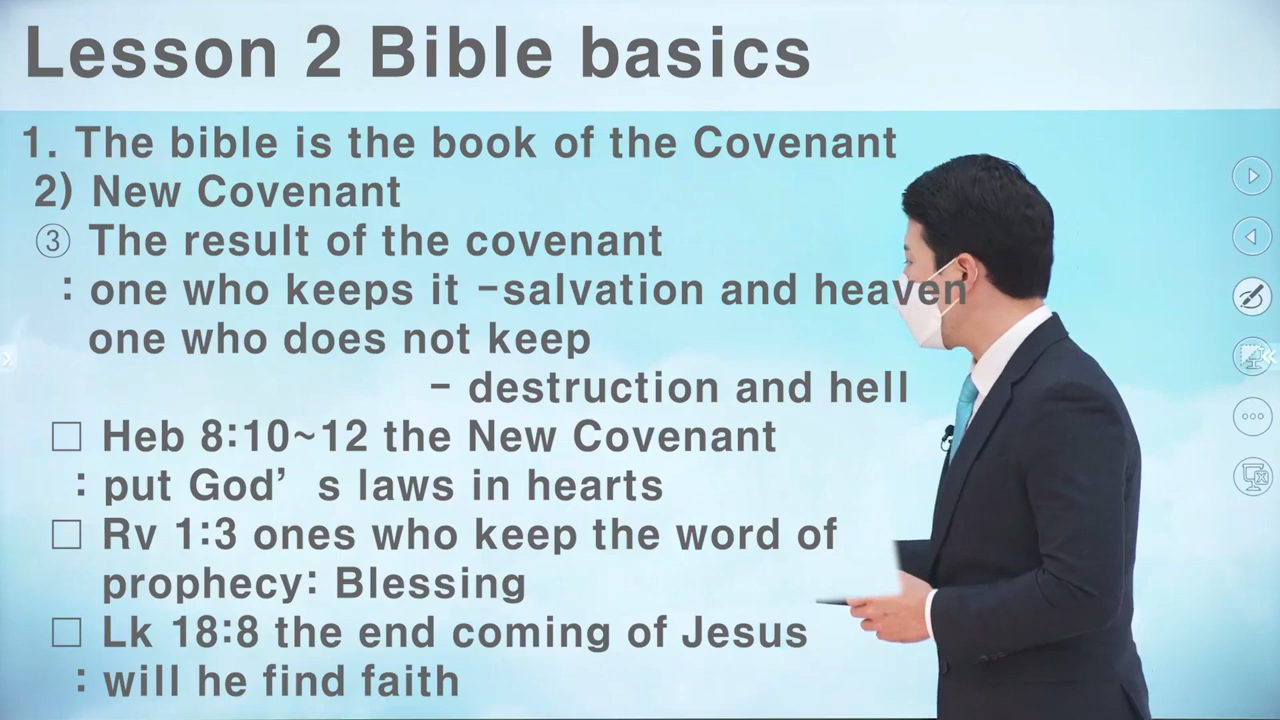 Lesson 2 Bible basics
1. The bible is the book of the Covenant
2) New Covenant
③ The result of the covenant
: one who keeps it -salvation and heaven
one who does not keep
- destruction and hell
□ Heb 8:10~12 the New Covenant
: put God’s laws in hearts
□ Rv 1:3 ones who keep the word of
prophecy: Blessing
□ Lk 18:8 the end coming of Jesus
: will he find faith